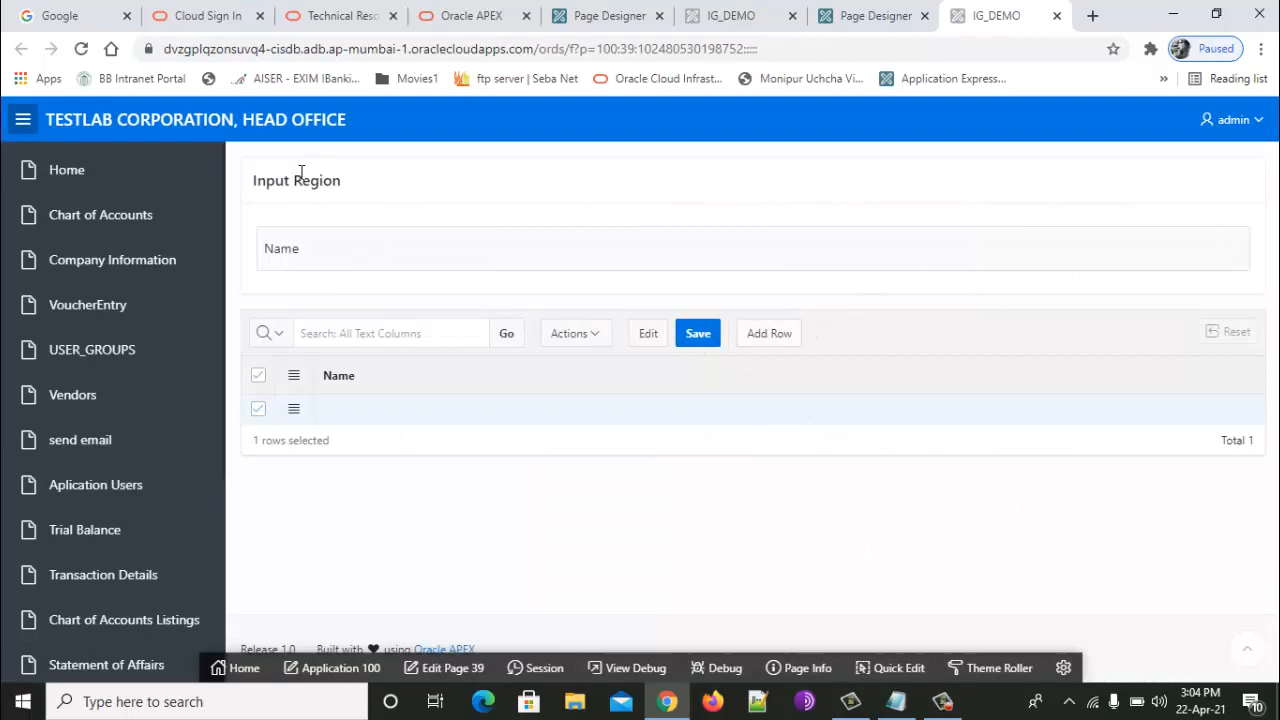 Google
Cloud Sign In
Technical Reso
Oracle APEX
Page Designer
IG_DEMO
Page Designer
IG_DEMO
dvzgplqzonsuvq4-cisdb.adb.ap-mumbai-1.oraclecloudapps.com/ords/f?p=100:39:102480530198752:::::
Paused
Apps
BB Intranet Portal
AISER - EXIM IBanki...
Movies1
ftp server | Seba Net
Oracle Cloud Infrast...
Monipur Uchcha Vi...
Application Express...
»
Reading list
TESTLAB CORPORATION, HEAD OFFICE
admin
Home
Chart of Accounts
Company Information
VoucherEntry
USER_GROUPS
Vendors
send email
Aplication Users
Trial Balance
Transaction Details
Chart of Accounts Listings
Statement of Affairs
Input Region
Name
Search: All Text Columns
Go
Actions
Edit
Save
Add Row
Reset
Name
1 rows selected
Total 1
Release 1.0
Built with ♥ using Oracle APEX
Home
Application 100
Edit Page 39
Session
View Debug
Debug
Page Info
Quick Edit
Theme Roller
Type here to search
3:04 PM
22-Apr-21
10